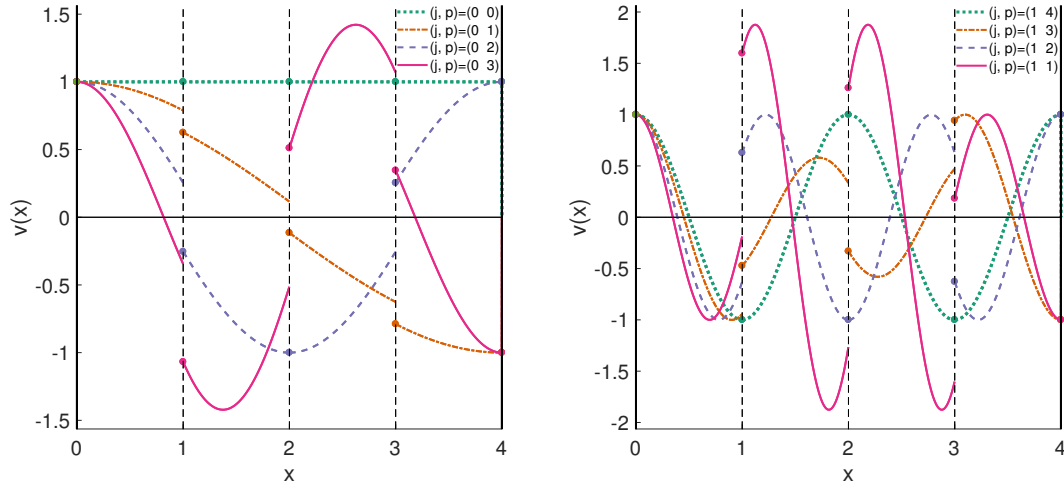 (j, p)=(0 0)
(j, p)=(0 1)
(j, p)=(0 2)
(j, p)=(0 3)
1.5
1
0.5
0
-0.5
-1
-1.5
v(x)
0 1 2 3 4
x
(j, p)=(1 4)
(j, p)=(1 3)
(j, p)=(1 2)
(j, p)=(1 1)
2
1.5
1
0.5
0
-0.5
-1
-1.5
-2
v(x)
0 1 2 3 4
x